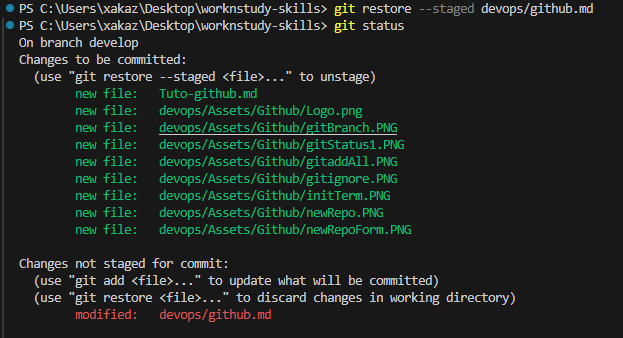 PS C:\Users\xakaz\Desktop\worknstudy-skills> git restore --staged devops/github.md
PS C:\Users\xakaz\Desktop\worknstudy-skills> git status
On branch develop
Changes to be committed:
  (use "git restore --staged <file>..." to unstage)
        new file:   Tuto-github.md
        new file:   devops/Assets/Github/Logo.png
        new file:   devops/Assets/Github/gitBranch.PNG
        new file:   devops/Assets/Github/gitStatus1.PNG
        new file:   devops/Assets/Github/gitaddAll.PNG
        new file:   devops/Assets/Github/gitignore.PNG
        new file:   devops/Assets/Github/initTerm.PNG
        new file:   devops/Assets/Github/newRepo.PNG
        new file:   devops/Assets/Github/newRepoForm.PNG

Changes not staged for commit:
  (use "git add <file>..." to update what will be committed)
  (use "git restore <file>..." to discard changes in working directory)
        modified:   devops/github.md